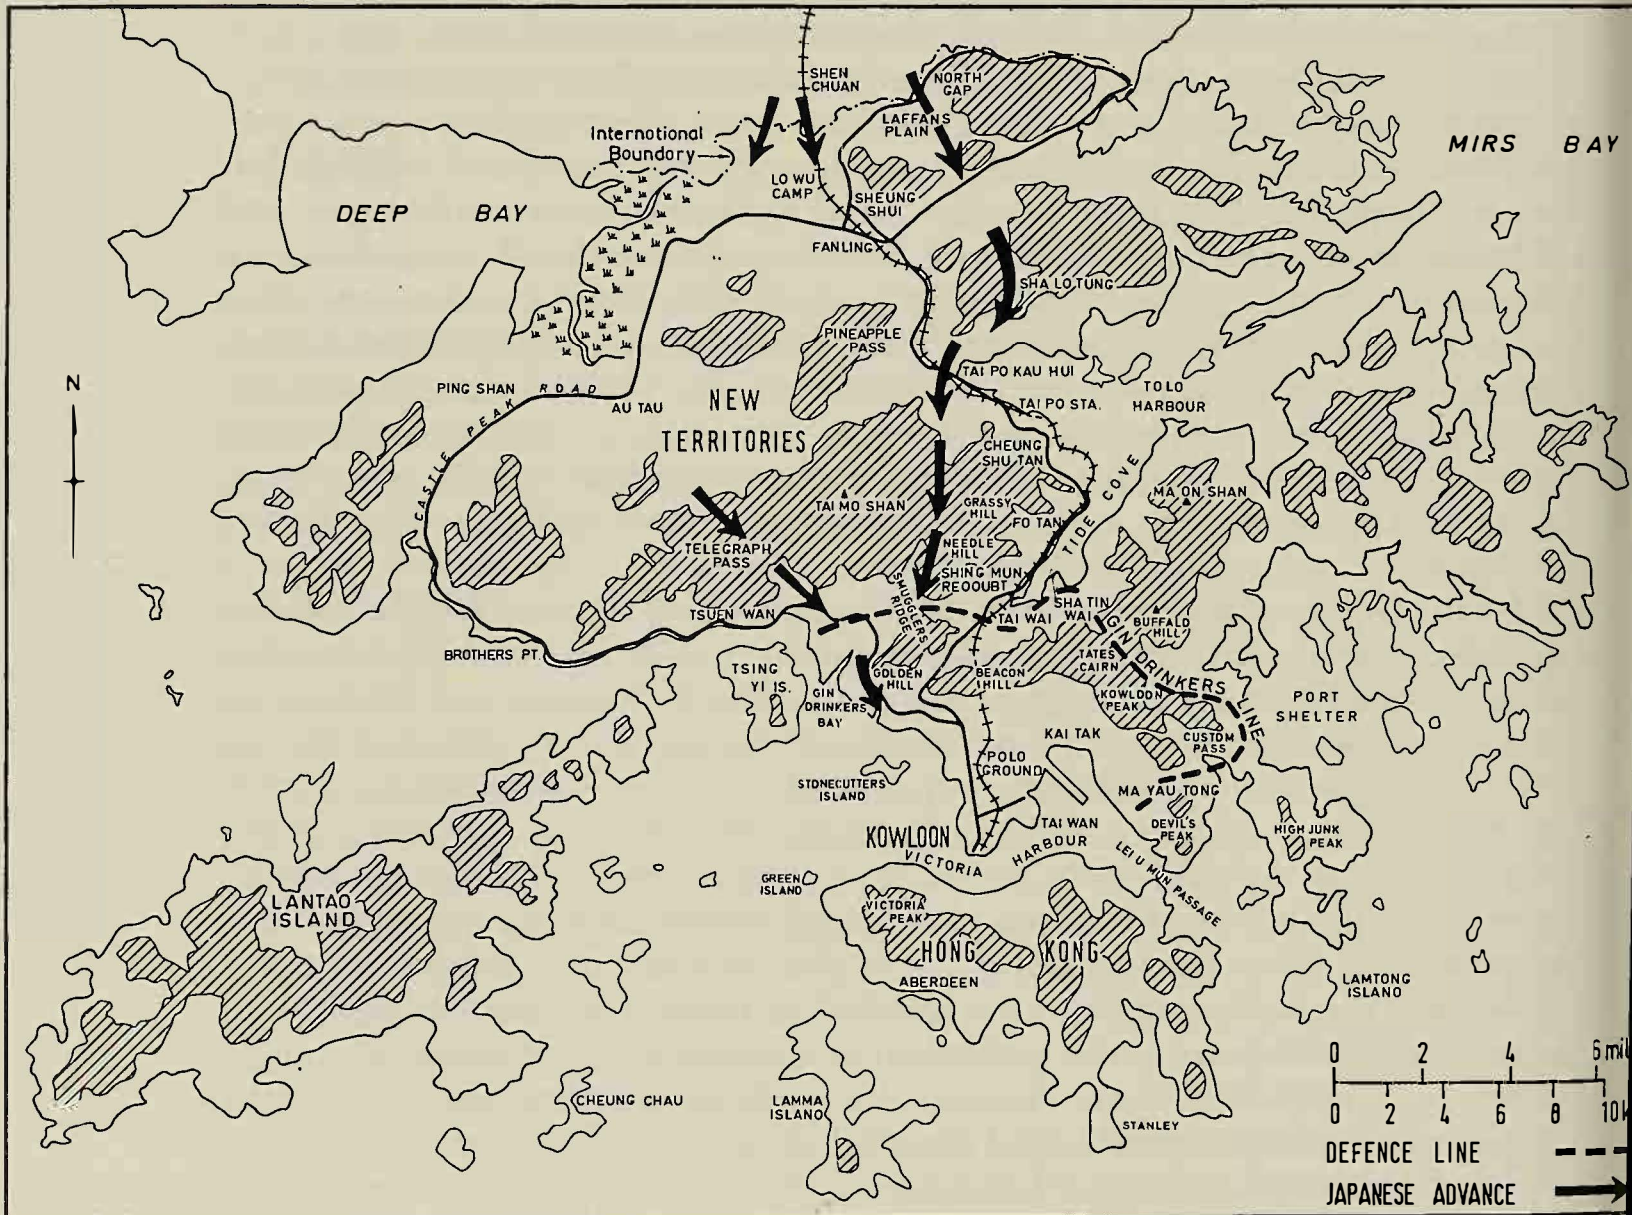 SHEN
CHUAN
NORTH
GAP
LAFFANS
PLAIN
International
Boundary
MIRS BAY
DEEP BAY
LO WU
CAMP
SHEUNG
SHUI
FANLING
SHA LO TUNG
PINEAPPLE
PASS
N
PING SHAN
CASTLE PEAK ROAD
AU TAU
NEW
TERRITORIES
TAI PO KAU HUI
TAI PO STA.
TOLO
HARBOUR
CHEUNG
SHU TAN
TAI MO SHAN
GRASSY
HILL
FO TAN
TIDE COVE
MA ON SHAN
TELEGRAPH
PASS
NEEDLE
HILL
SHING MUN
REOOUBT
SMUGGLERS
RIDGE
TSUEN WAN
TAI WAI
SHA TIN
WAI
BUFFALD
HILL
GIN DRINKERS LINE
BROTHERS PT.
TSING
YI IS.
GIN
DRINKERS
BAY
GOLDEN
HILL
BEACON
HILL
TATES
CAIRN
KOWLOON
PEAK
PORT
SHELTER
CUSTOM
PASS
KAI TAK
POLO
GROUND
STONECUTTERS
ISLAND
MA YAU TONG
DEVIL'S
PEAK
HIGH JUNK
PEAK
TAI WAN
KOWLOON
VICTORIA HARBOUR
LEI U MUN PASSAGE
GREEN
ISLAND
LANTAO
ISLAND
VICTORIA
PEAK
HONG KONG
ABERDEEN
LAMTONG
ISLANO
CHEUNG CHAU
LAMMA
ISLANO
STANLEY
0 2 4 6 mil
0 2 4 6 8 10k
DEFENCE LINE
JAPANESE ADVANCE